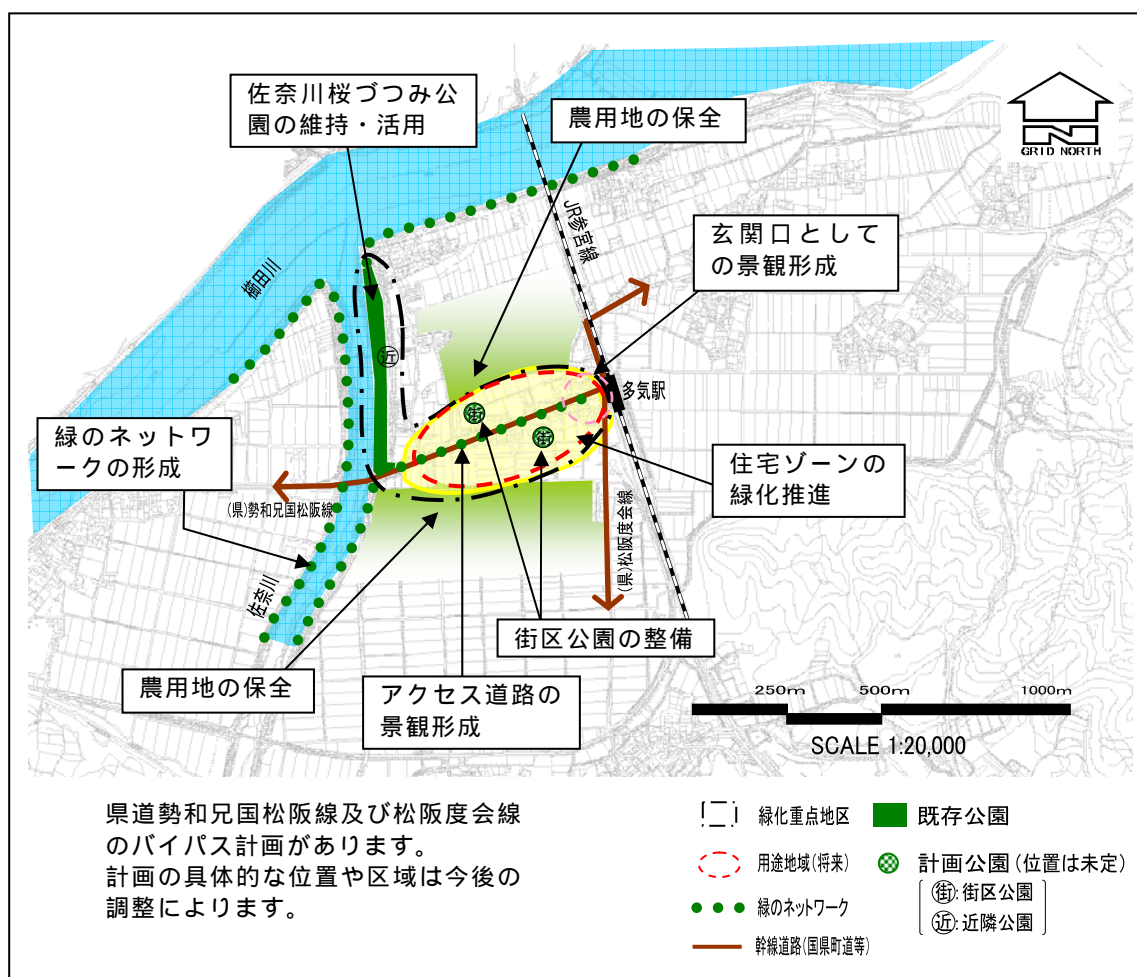 佐奈川桜づつみ公
園の維持・活用
農用地の保全
GRID NORTH
JR参宮線
玄関口として
の景観形成
櫛田川
近
多気駅
街
街
緑のネットワ
ークの形成
住宅ゾーンの
緑化推進
(県)勢和兄国松阪線
(県)松阪度会線
佐奈川
街区公園の整備
農用地の保全
アクセス道路の
景観形成
250m 500m 1000m
SCALE 1:20,000
県道勢和兄国松阪線及び松阪度会線
のバイパス計画があります。
計画の具体的な位置や区域は今後の
調整によります。
緑化重点地区 既存公園
用途地域(将来) 計画公園(位置は未定)
緑のネットワーク 街:街区公園
近:近隣公園
幹線道路(国県町道等)